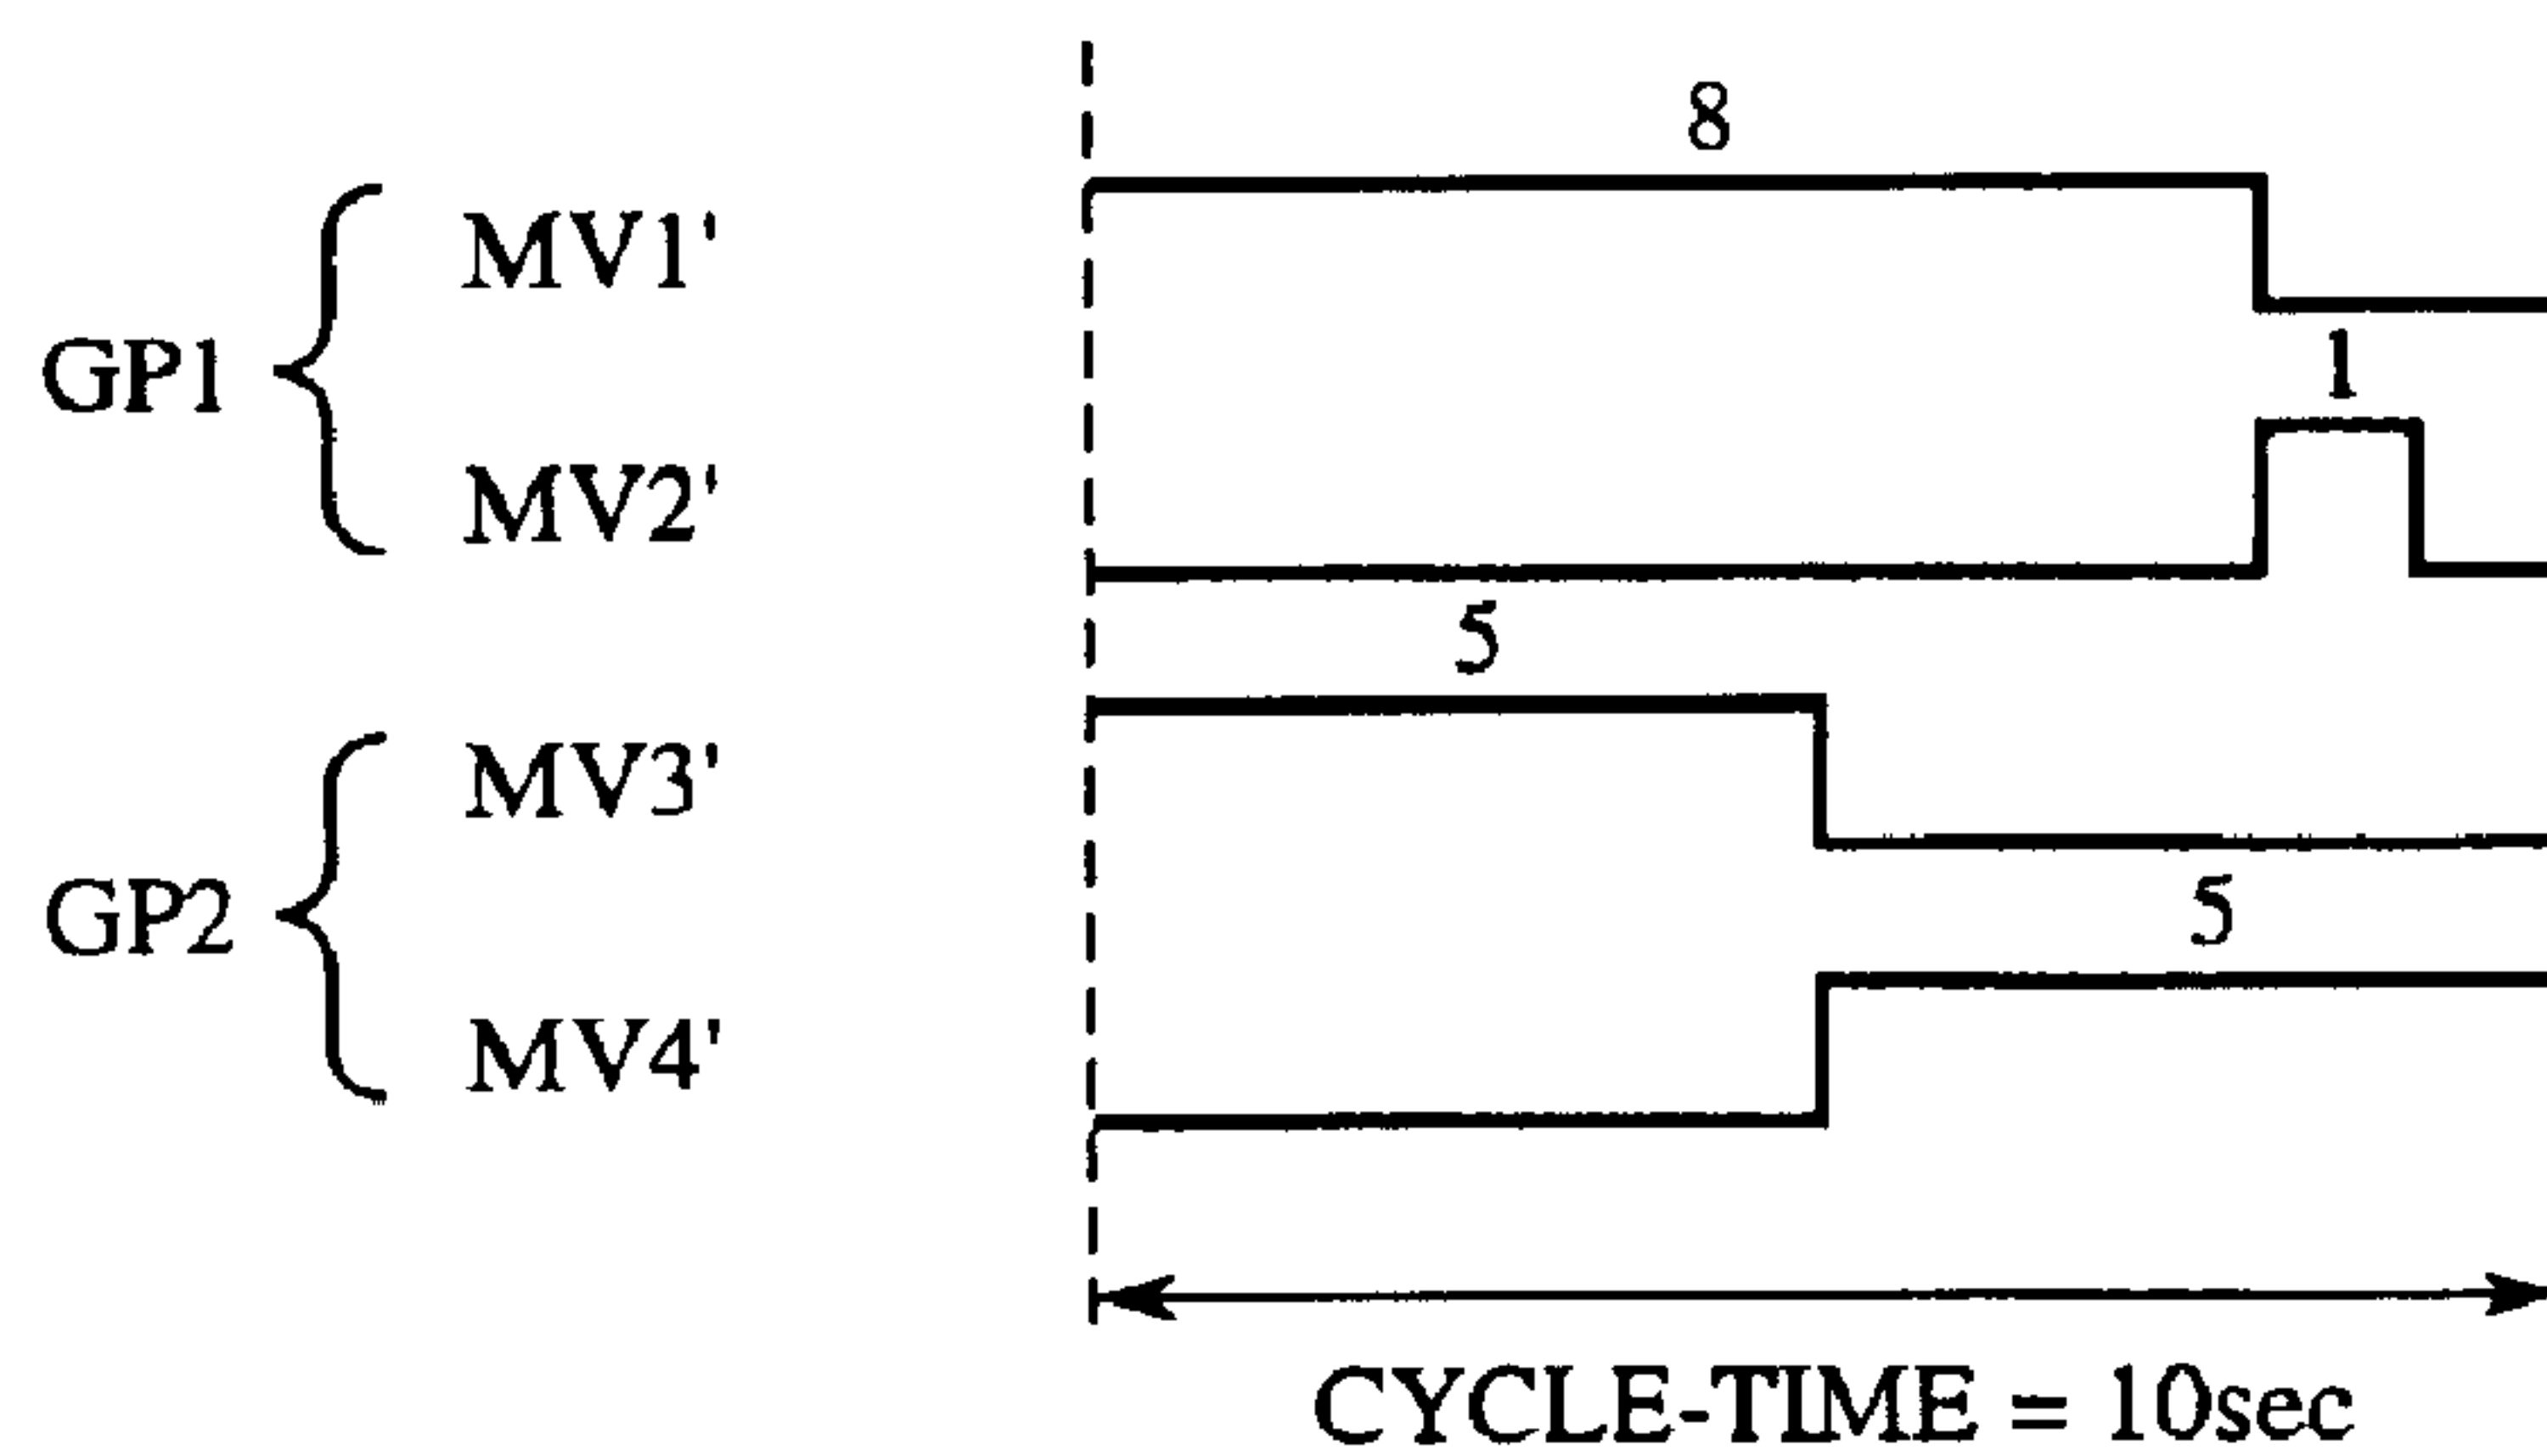 8
MV1'
GP1
1
MV2'
5
MV3'
GP2
5
MV4'
CYCLE-TIME = 10sec